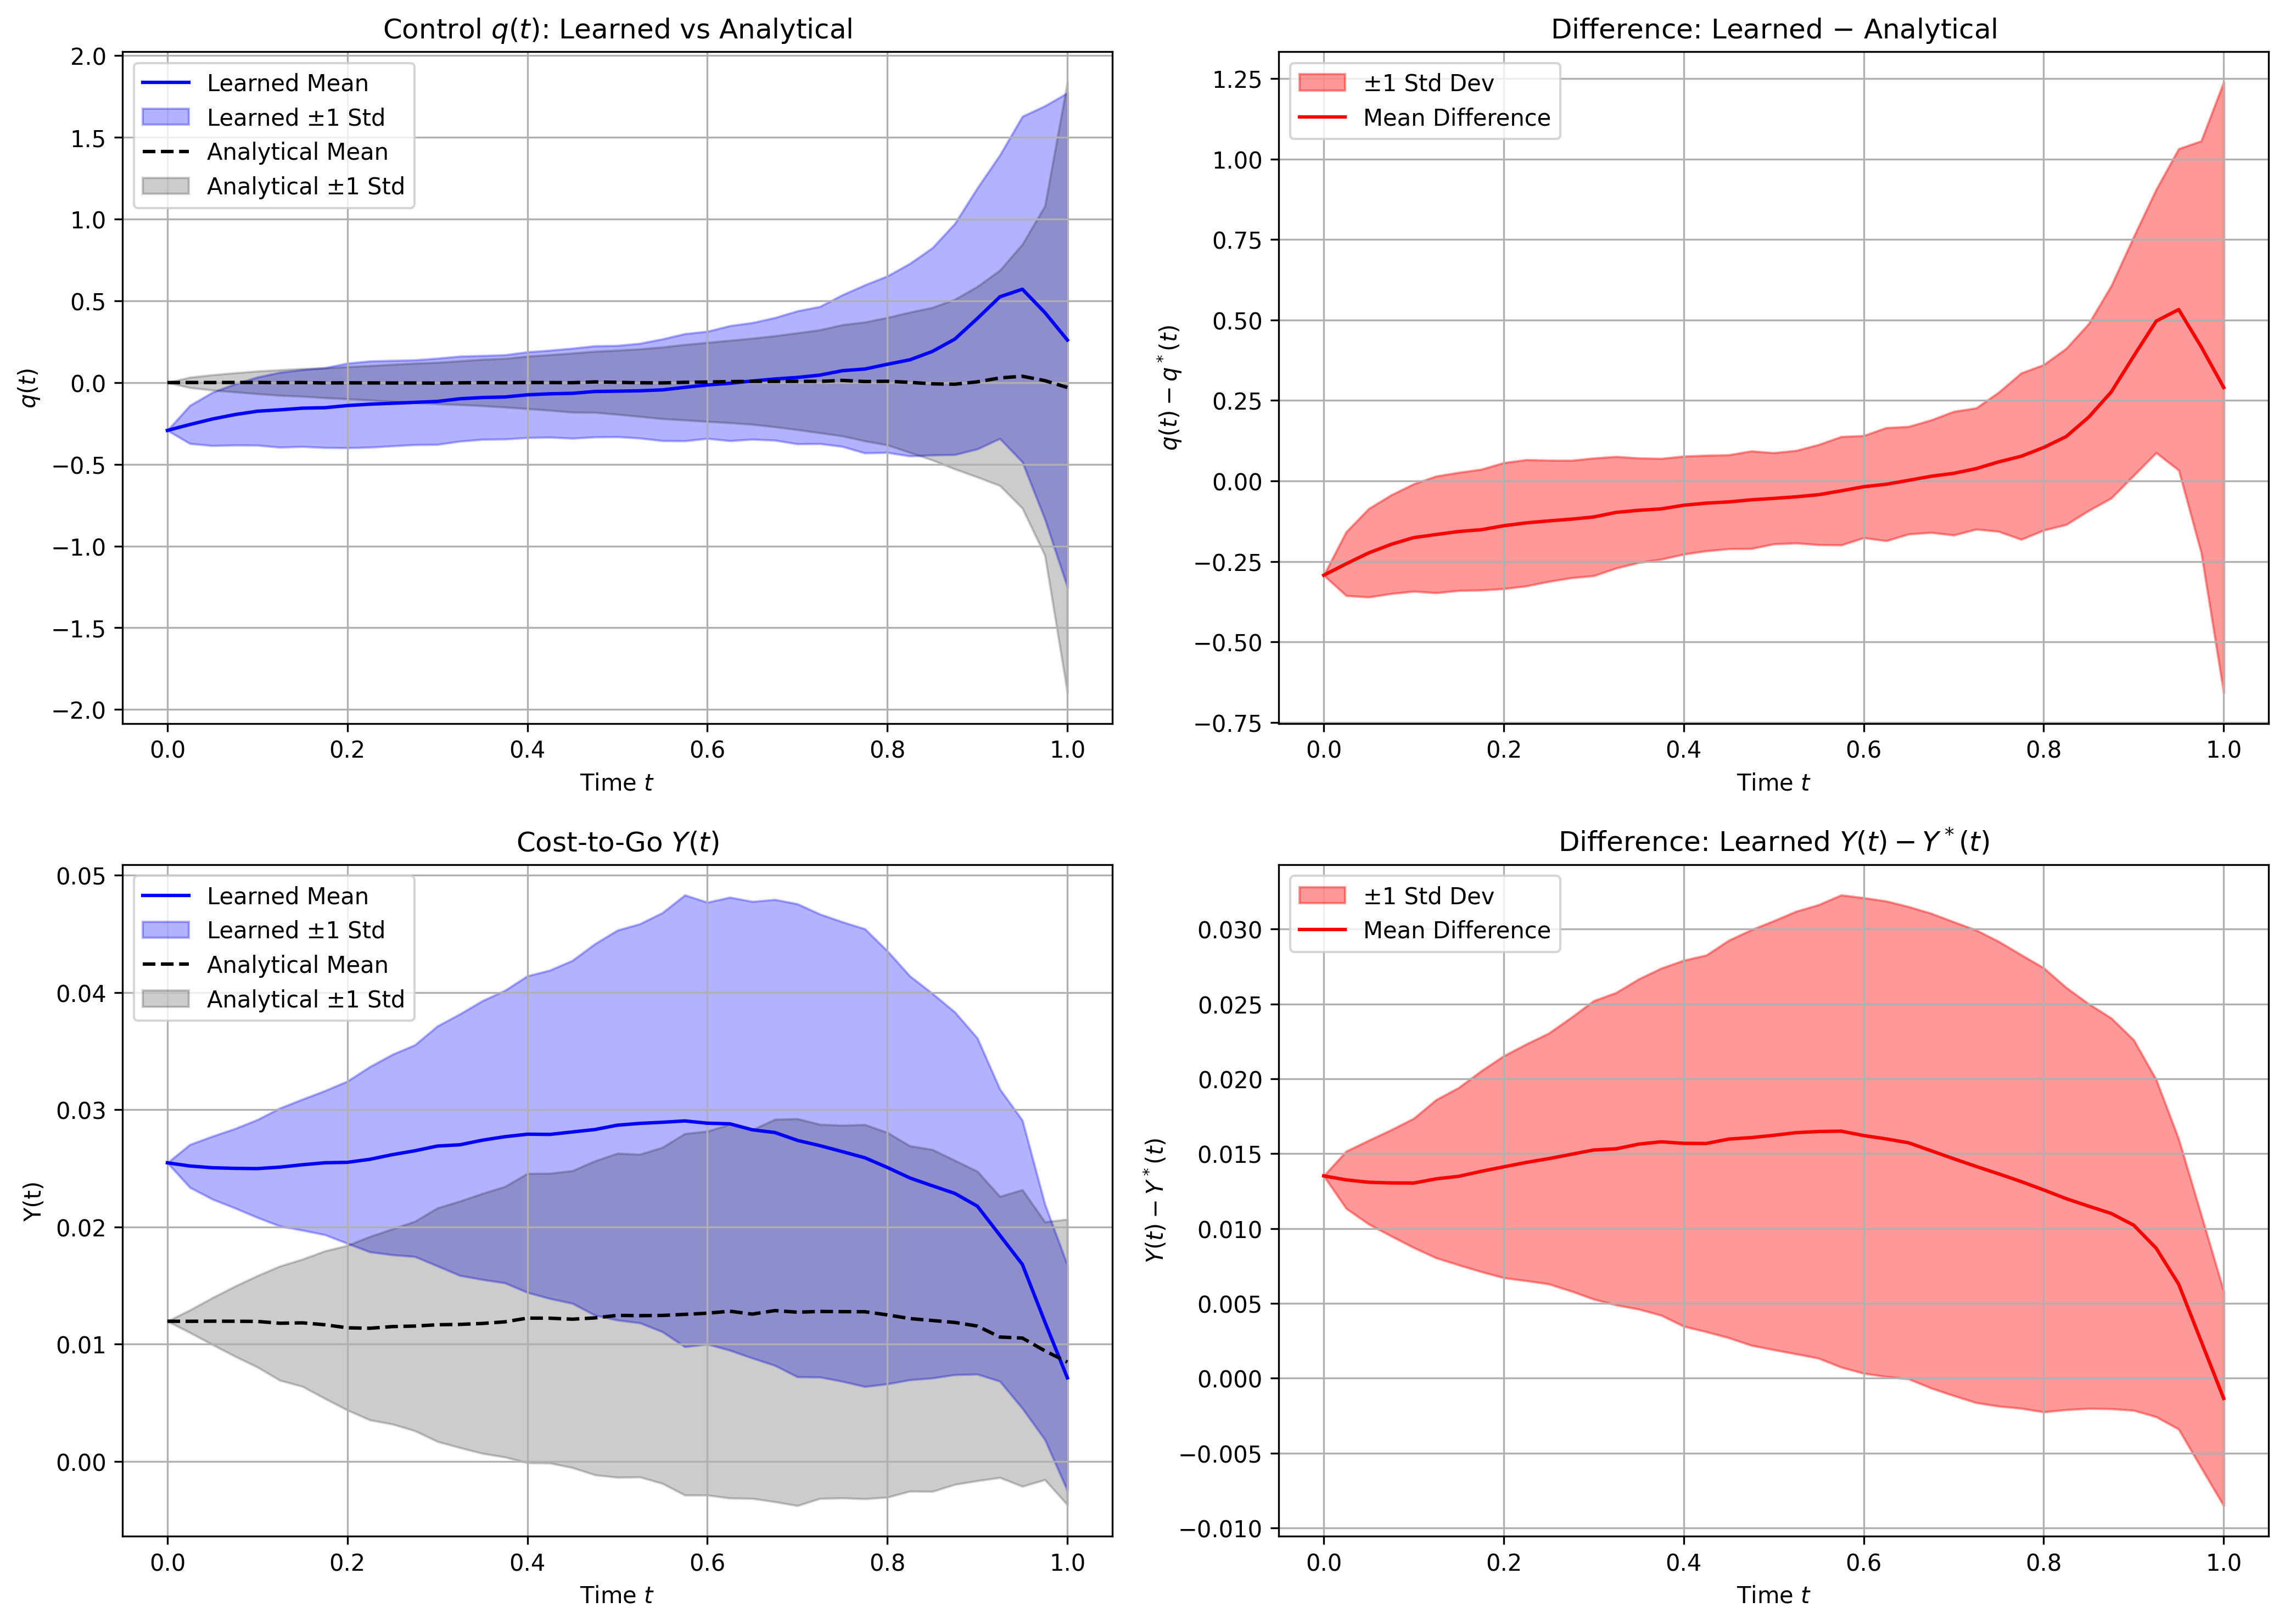 Control q(t): Learned vs Analytical
Learned Mean
Learned ±1 Std
Analytical Mean
Analytical ±1 Std
q(t)
2.0
1.5
1.0
0.5
0.0
−0.5
−1.0
−1.5
−2.0
0.0 0.2 0.4 0.6 0.8 1.0
Time t
Difference: Learned − Analytical
±1 Std Dev
Mean Difference
q(t) − q*(t)
1.25
1.00
0.75
0.50
0.25
0.00
−0.25
−0.50
−0.75
0.0 0.2 0.4 0.6 0.8 1.0
Time t
Cost-to-Go Y(t)
Learned Mean
Learned ±1 Std
Analytical Mean
Analytical ±1 Std
Y(t)
0.05
0.04
0.03
0.02
0.01
0.00
0.0 0.2 0.4 0.6 0.8 1.0
Time t
Difference: Learned Y(t) − Y*(t)
±1 Std Dev
Mean Difference
Y(t) − Y*(t)
0.030
0.025
0.020
0.015
0.010
0.005
0.000
−0.005
−0.010
0.0 0.2 0.4 0.6 0.8 1.0
Time t